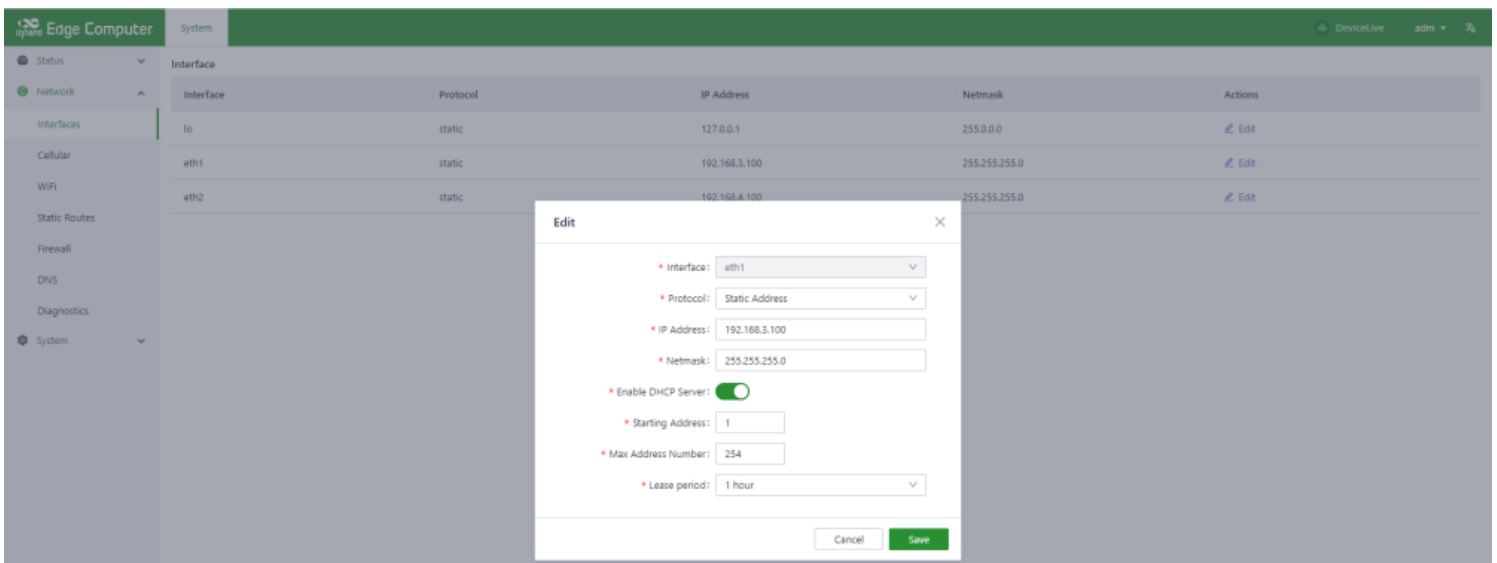 inhand Edge Computer System DeviceLive adm
Status
Interface
Network
Interface Protocol IP Address Netmask Actions
Interfaces
lo static 127.0.0.1 255.0.0.0 Edit
Cellular
eth1 static 192.168.3.100 255.255.255.0 Edit
WiFi
eth2 static 192.168.4.100 255.255.255.0 Edit
Static Routes
Firewall
DNS
Diagnostics
System
Edit
* Interface: eth1
* Protocol: Static Address
* IP Address: 192.168.3.100
* Netmask: 255.255.255.0
* Enable DHCP Server:
* Starting Address: 1
* Max Address Number: 254
* Lease period: 1 hour
Cancel Save